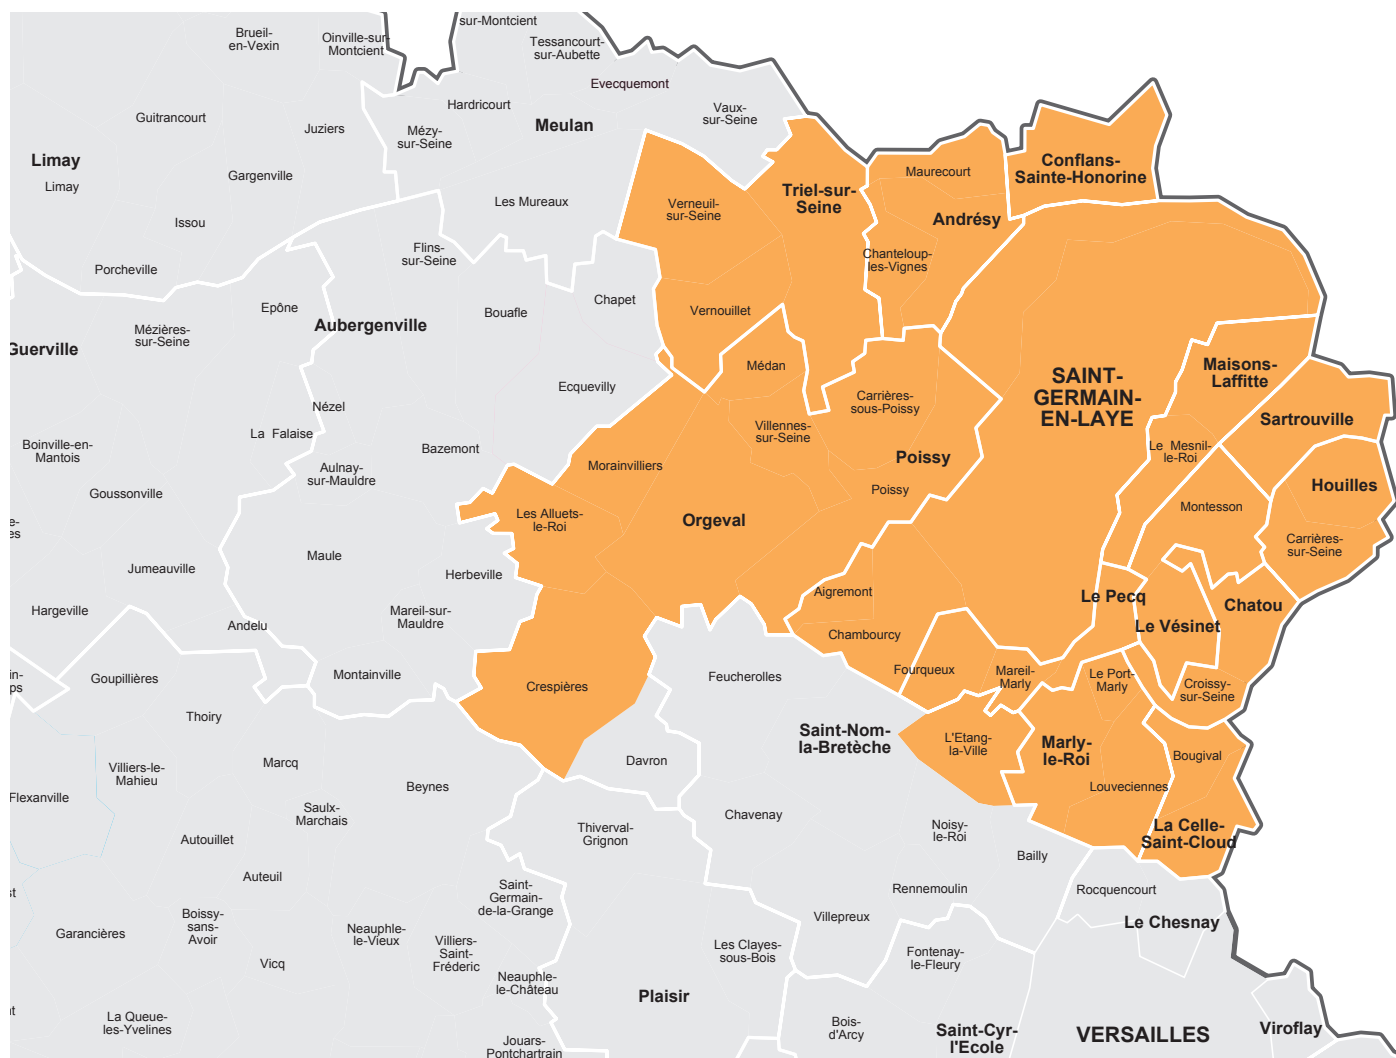 sur-Montcient
Brueil-
en-Vexin
Oinville-sur-
Montcient
Tessancourt-
sur-Aubette
Evecquemont
Hardricourt
Vaux-
sur-Seine
Guitrancourt
Juziers
Mézy-
sur-Seine
Meulan
Limay
Limay
Gargenville
Issou
Les Mureaux
Porcheville
Flins-
sur-Seine
Verneuil-
sur-Seine
Triel-sur-
Seine
Maurecourt
Andrésy
Conflans-
Sainte-Honorine
Chanteloup-
les-Vignes
Epône
Aubergenville
Bouafle
Chapet
Vernouillet
Mézières-
sur-Seine
Guerville
Médan
Ecquevilly
Carrières-
sous-Poissy
SAINT-
GERMAIN-
EN-LAYE
Maisons-
Laffitte
Sartrouville
Nézel
La Falaise
Bazemont
Villennes-
sur-Seine
Le Mesnil-
le-Roi
Boinville-en-
Mantois
Aulnay-
sur-Mauldre
Morainvilliers
Poissy
Poissy
Houilles
Goussonville
Montesson
Les Alluets-
le-Roi
Orgeval
e-
es
Carrières-
sur-Seine
Maule
Jumeauville
Herbeville
Aigremont
Le Pecq
Chatou
Hargeville
Andelu
Mareil-sur-
Mauldre
Chambourcy
Le Vésinet
in-
ps
Goupillières
Montainville
Crespières
Feucherolles
Fourqueux
Mareil-
Marly
Le Port-
Marly
Croissy-
sur-Seine
Thoiry
Saint-Nom-
la-Bretèche
L'Etang-
la-Ville
Marly-
le-Roi
Bougival
Marcq
Davron
Villiers-le-
Mahieu
Flexanville
Beynes
Louveciennes
Saulx-
Marchais
Chavenay
Autouillet
Thiverval-
Grignon
Noisy-
le-Roi
Bailly
La Celle-
Saint-Cloud
Auteuil
Saint-
Germain-
de-la-Grange
Rennemoulin
Rocquencourt
st
Boissy-
sans-
Avoir
Garancières
Neauphle-
le-Vieux
Villepreux
Le Chesnay
Villiers-
Saint-
Fréderic
Les Clayes-
sous-Bois
Fontenay-
le-Fleury
Vicq
Neauphle-
le-Château
Plaisir
nt
La Queue-
les-Yvelines
Bois-
d'Arcy
Saint-Cyr-
l'Ecole
VERSAILLES
Viroflay
Jouars-
Pontchartrain